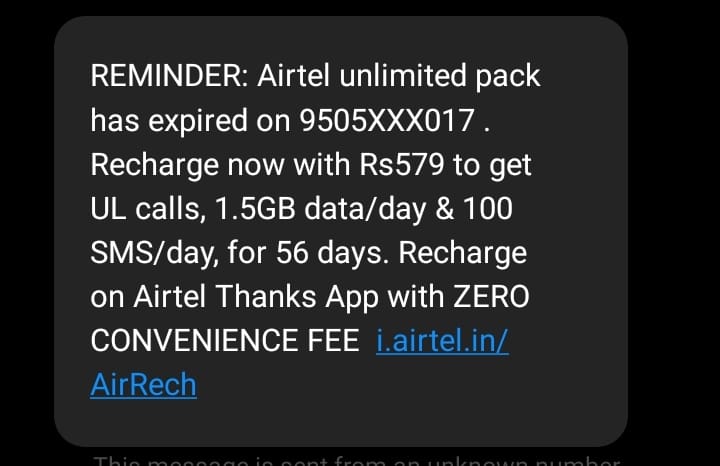 REMINDER: Airtel unlimited pack
has expired on 9505XXX017 .
Recharge now with Rs579 to get
UL calls, 1.5GB data/day & 100
SMS/day, for 56 days. Recharge
on Airtel Thanks App with ZERO
CONVENIENCE FEE i.airtel.in/
AirRech
This message is sent from an unknown number